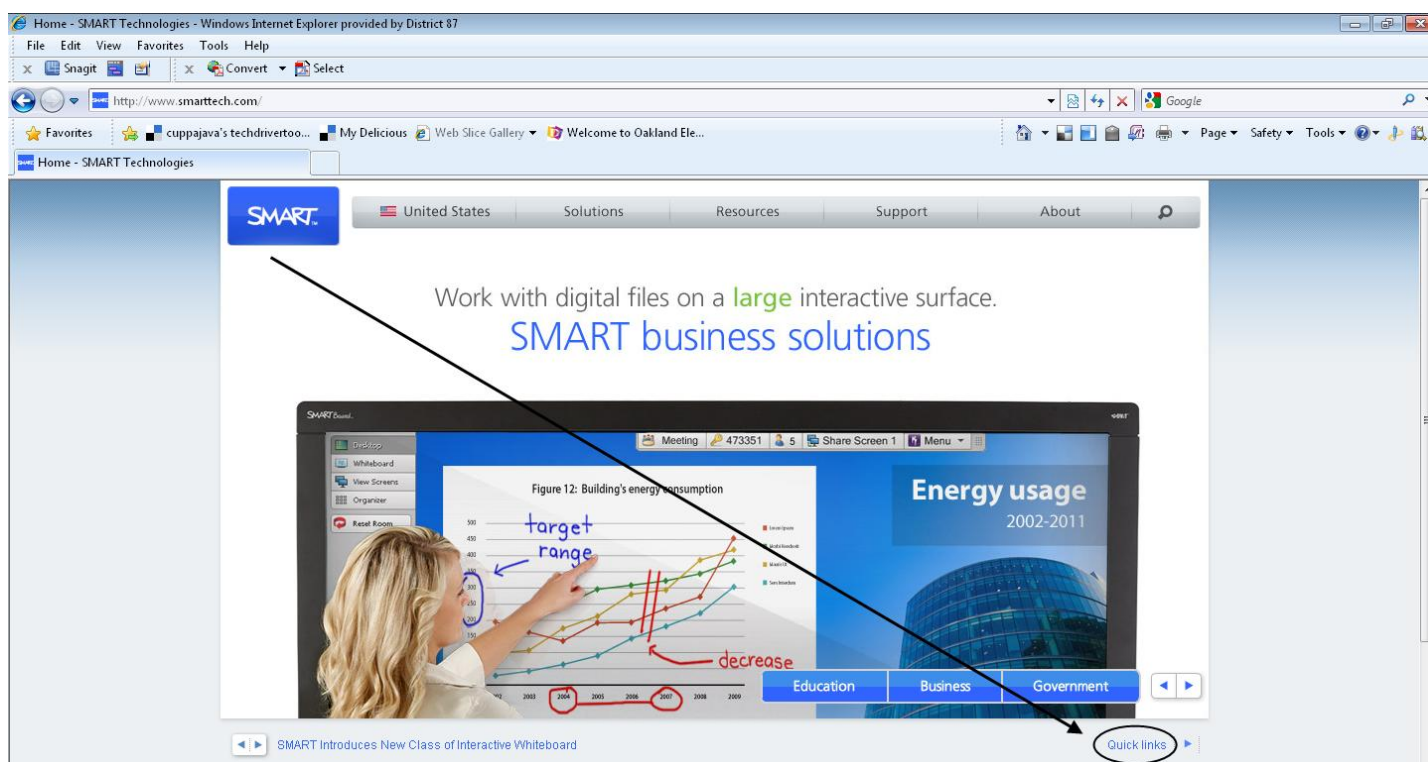 Home - SMART Technologies - Windows Internet Explorer provided by District 87
File Edit View Favorites Tools Help
x Snagit x Convert Select
http://www.smarttech.com/ Google
Favorites cuppajava's techdrivertoo... My Delicious Web Slice Gallery Welcome to Oakland Ele... Page Safety Tools
Home - SMART Technologies
SMART United States Solutions Resources Support About
Work with digital files on a large interactive surface.
SMART business solutions
SMART Board
Meeting 473351 5 Share Screen 1 Menu
Desktop
Whiteboard
View Screens
Organizer
Reset Room
Figure 12: Building's energy consumption
Energy usage
2002-2011
target
range
500
450
400
300
200
150
decrease
2003 2004 2005 2006 2007 2008 2009
Education Business Government
SMART Introduces New Class of Interactive Whiteboard Quick links